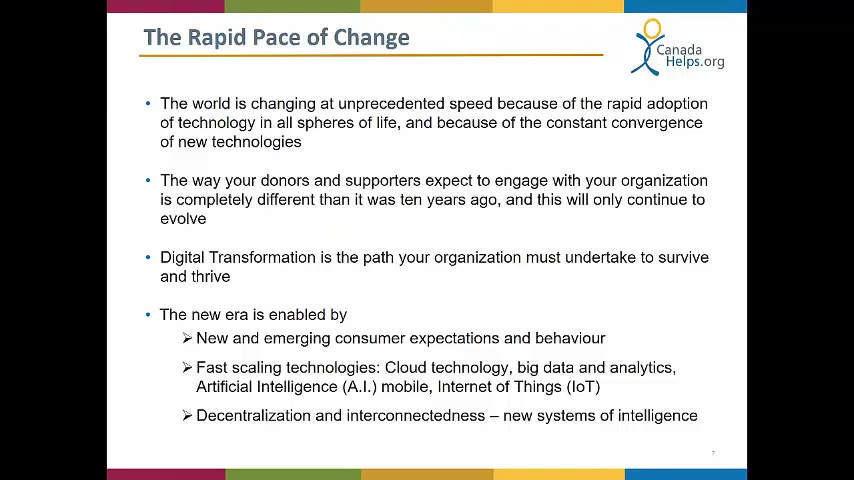 The Rapid Pace of Change
Canada
Helps.org
• The world is changing at unprecedented speed because of the rapid adoption
of technology in all spheres of life, and because of the constant convergence
of new technologies
• The way your donors and supporters expect to engage with your organization
is completely different than it was ten years ago, and this will only continue to
evolve
• Digital Transformation is the path your organization must undertake to survive
and thrive
• The new era is enabled by
➢ New and emerging consumer expectations and behaviour
➢ Fast scaling technologies: Cloud technology, big data and analytics,
Artificial Intelligence (A.I.) mobile, Internet of Things (IoT)
➢ Decentralization and interconnectedness – new systems of intelligence
7